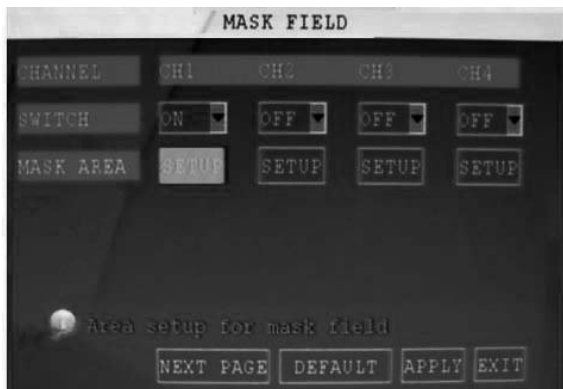 MASK FIELD
CHANNEL CH1 CH2 CH3 CH4
SWITCH ON OFF OFF OFF
MASK AREA SETUP SETUP SETUP SETUP
Area setup for mask field
NEXT PAGE DEFAULT APPLY EXIT